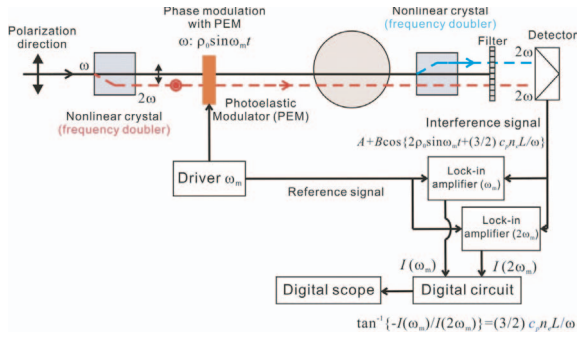 Phase modulation
with PEM
ω: ρ₀sinωₘt
Nonlinear crystal
(frequency doubler)
Detector
Filter
Polarization
direction
ω
2ω
2ω
2ω
Nonlinear crystal
(frequency doubler)
Photoelastic
Modulator (PEM)
Interference signal
A+Bcos{2ρ₀sinωₘt+(3/2) cₚnₑL/ω}
Driver ωₘ
Reference signal
Lock-in
amplifier (ωₘ)
Lock-in
amplifier (2ωₘ)
I(ωₘ)
I(2ωₘ)
Digital scope
Digital circuit
tan⁻¹{-I(ωₘ)/I(2ωₘ)}=(3/2) cₚnₑL/ω